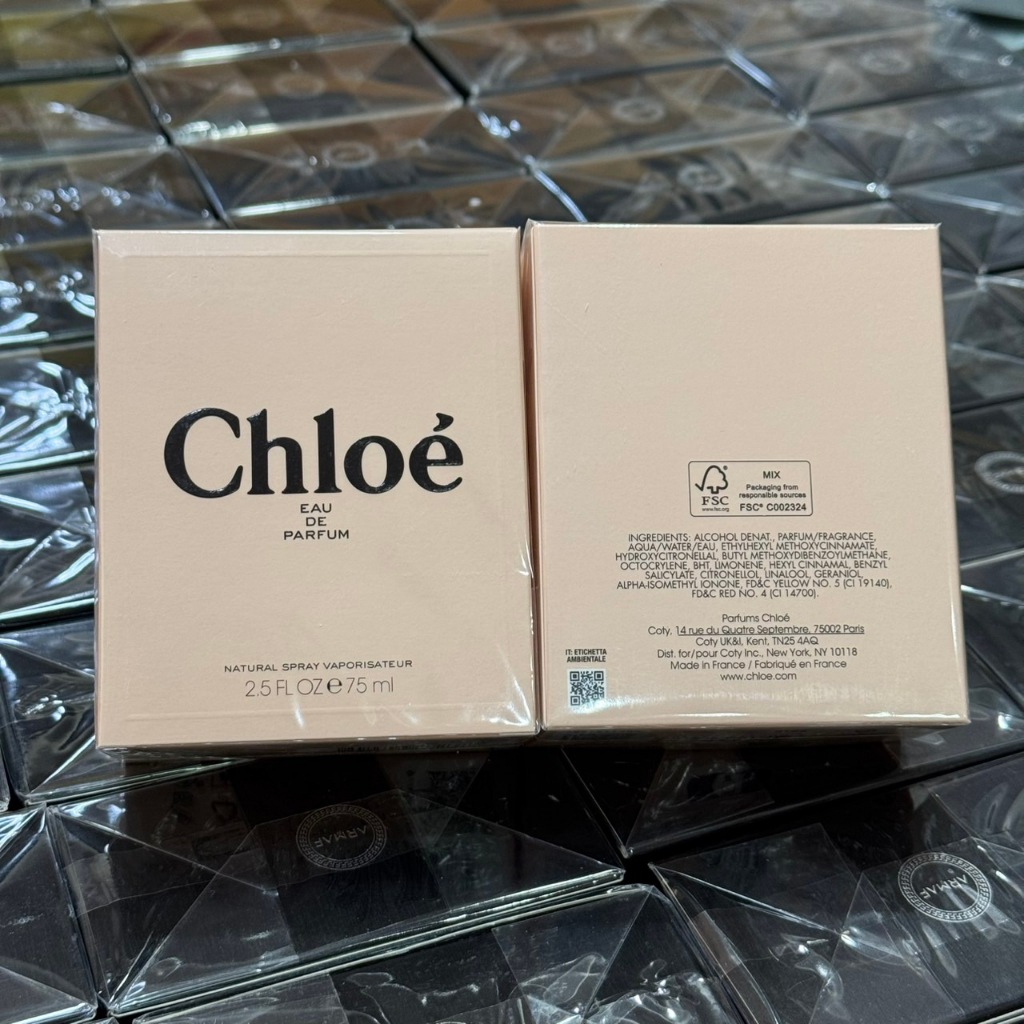 Chloé
EAU
DE
PARFUM
NATURAL SPRAY VAPORISATEUR
2.5 FL OZ ℮ 75 ml
FSC
www.fsc.org
MIX
Packaging from
responsible sources
FSC® C002324
INGREDIENTS: ALCOHOL DENAT., PARFUM/FRAGRANCE,
AQUA/WATER/EAU, ETHYLHEXYL METHOXYCINNAMATE,
HYDROXYCITRONELLAL, BUTYL METHOXYDIBENZOYLMETHANE,
OCTOCRYLENE, BHT, LIMONENE, HEXYL CINNAMAL, BENZYL
SALICYLATE, CITRONELLOL, LINALOOL, GERANIOL,
ALPHA-ISOMETHYL IONONE, FD&C YELLOW NO. 5 (CI 19140),
FD&C RED NO. 4 (CI 14700).
Parfums Chloé
Coty, 14 rue du Quatre Septembre, 75002 Paris
Coty UK&I, Kent, TN25 4AQ
Dist. for/pour Coty Inc., New York, NY 10118
Made in France / Fabriqué en France
www.chloe.com
IT: ETICHETTA
AMBIENTALE
ARMAF
ARMAF